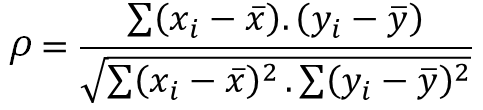 ρ = ∑(xᵢ − x̄).(yᵢ − ȳ) / √∑(xᵢ − x̄)² . ∑(yᵢ − ȳ)²